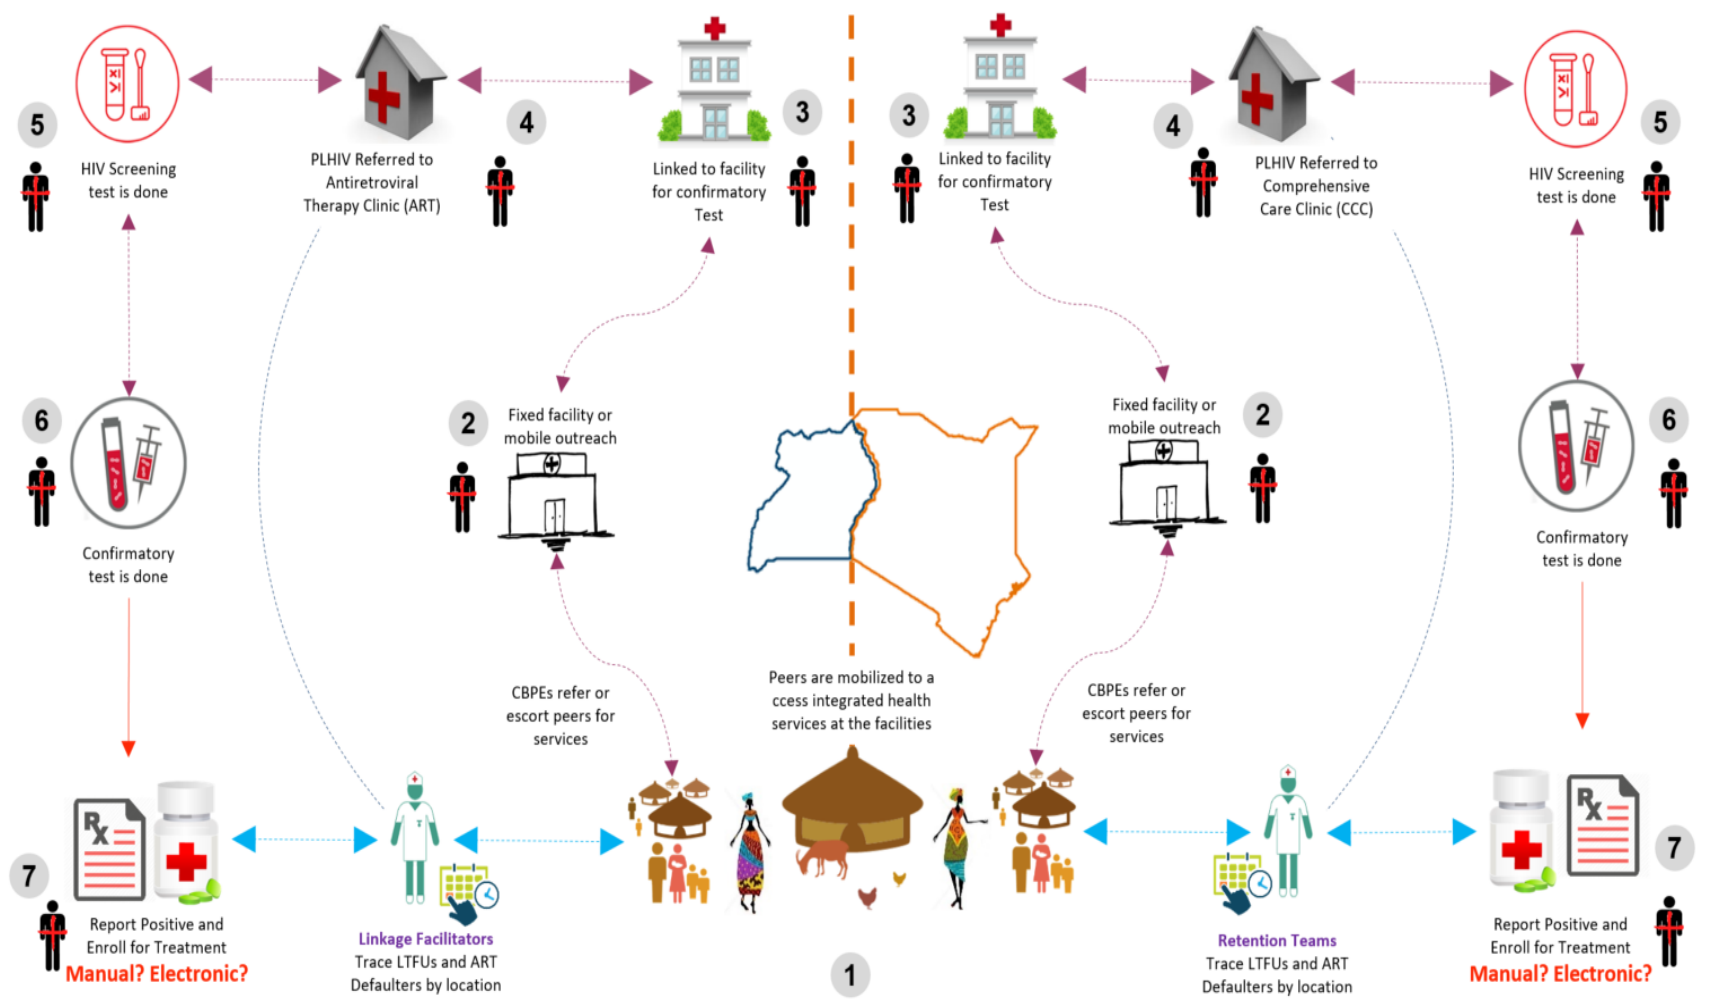 5
HIV Screening
test is done
PLHIV Referred to
Antiretroviral
Therapy Clinic (ART)
4
Linked to facility
for confirmatory
Test
3
3
Linked to facility
for confirmatory
Test
4
PLHIV Referred to
Comprehensive
Care Clinic (CCC)
HIV Screening
test is done
5
6
Confirmatory
test is done
2
Fixed facility or
mobile outreach
Fixed facility or
mobile outreach
2
6
Confirmatory
test is done
CBPEs refer or
escort peers for
services
Peers are mobilized to a
ccess integrated health
services at the facilities
CBPEs refer or
escort peers for
services
Rx
7
Report Positive and
Enroll for Treatment
Manual? Electronic?
Linkage Facilitators
Trace LTFUs and ART
Defaulters by location
1
Retention Teams
Trace LTFUs and ART
Defaulters by location
Rx
7
Report Positive and
Enroll for Treatment
Manual? Electronic?